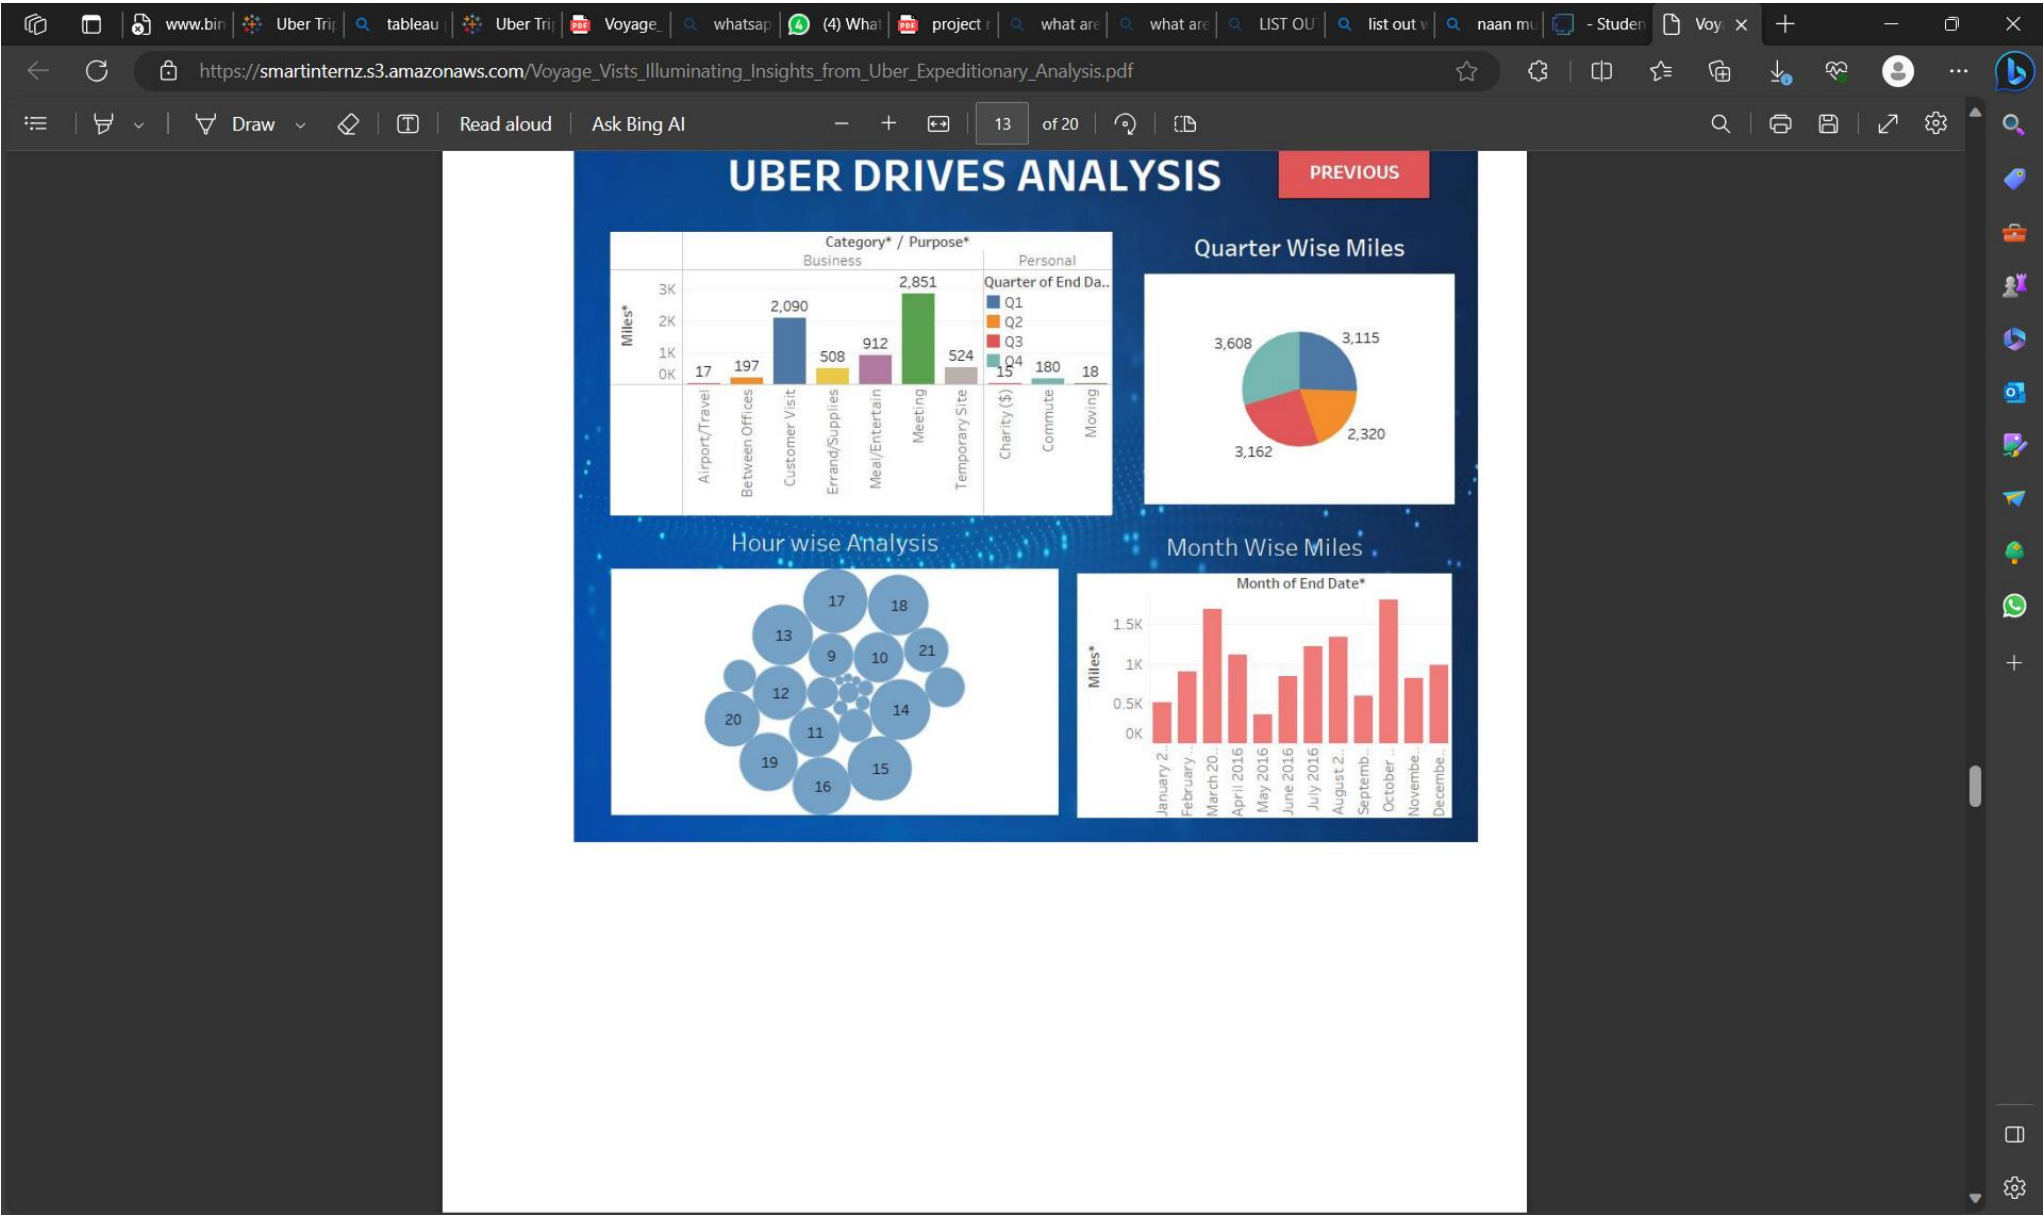 www.bin
Uber Trip
tableau
Uber Trip
Voyage_
whatsap
(4) What
project r
what are
what are
LIST OUT
list out w
naan mu
- Studen
Voy
https://smartinternz.s3.amazonaws.com/Voyage_Vists_Illuminating_Insights_from_Uber_Expeditionary_Analysis.pdf
Draw
Read aloud
Ask Bing AI
13
of 20
UBER DRIVES ANALYSIS
PREVIOUS
Category* / Purpose*
Business
Personal
Miles*
3K
2K
1K
0K
17
197
2,090
508
912
2,851
524
15
180
18
Airport/Travel
Between Offices
Customer Visit
Errand/Supplies
Meal/Entertain
Meeting
Temporary Site
Charity ($)
Commute
Moving
Quarter of End Da..
Q1
Q2
Q3
Q4
Quarter Wise Miles
3,608
3,115
2,320
3,162
Hour wise Analysis
17
18
13
9
10
21
12
20
14
11
19
15
16
Month Wise Miles
Month of End Date*
Miles*
1.5K
1K
0.5K
0K
January 2..
February ..
March 20..
April 2016
May 2016
June 2016
July 2016
August 2..
Septemb..
October ..
Novembe..
Decembe..